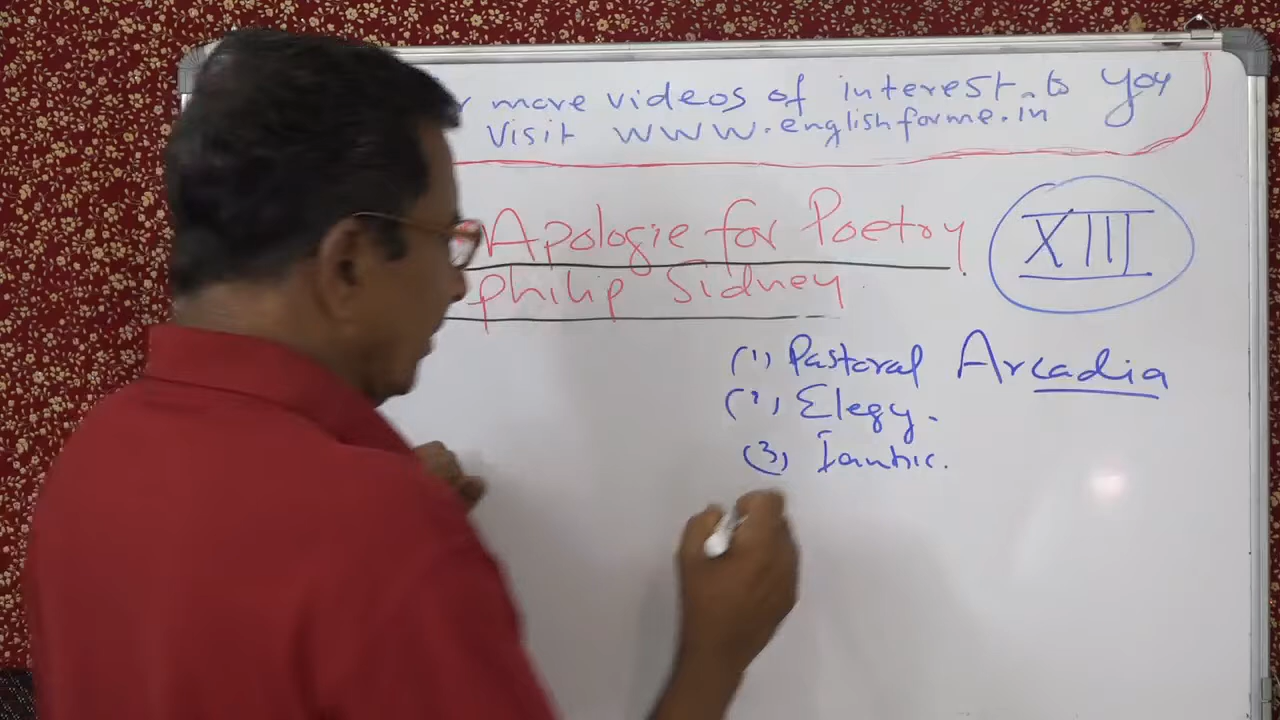 more videos of interest to you
Visit www.englishforme.in
Apologie for Poetry
XIII
Philip Sidney
(1) Pastoral Arcadia
(2) Elegy.
(3) Iambic.